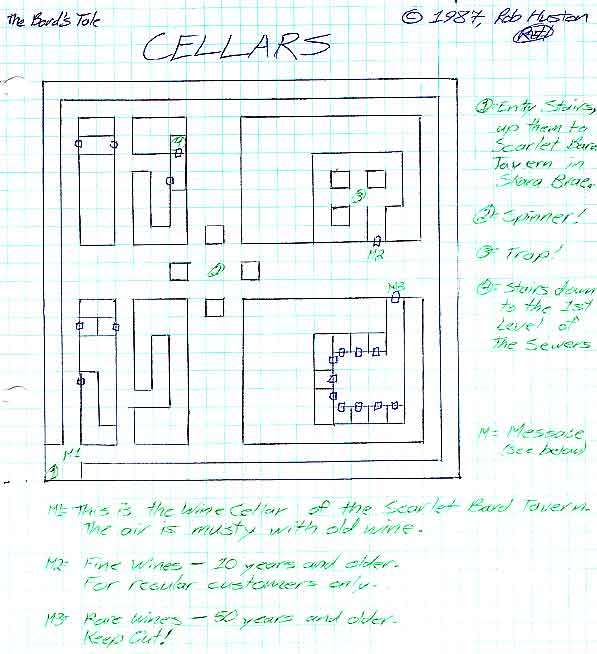 The Bard's Tale
© 1987, Rob Huston
CELLARS
1= Entry Stairs,
up them to
Scarlet Bard
Tavern in
Skara Brae.
2= Spinner!
3= Trap!
4= Stairs down
to the 1st
Level of
The Sewers
M= Message
(see below)
4
3
M2
2
M3
M1
1
M1= This is the Wine Cellar of the Scarlet Bard Tavern.
The air is musty with old wine.
M2= Fine Wines – 10 years and older.
For regular customers only.
M3= Rare Wines – 50 years and older.
Keep Out!